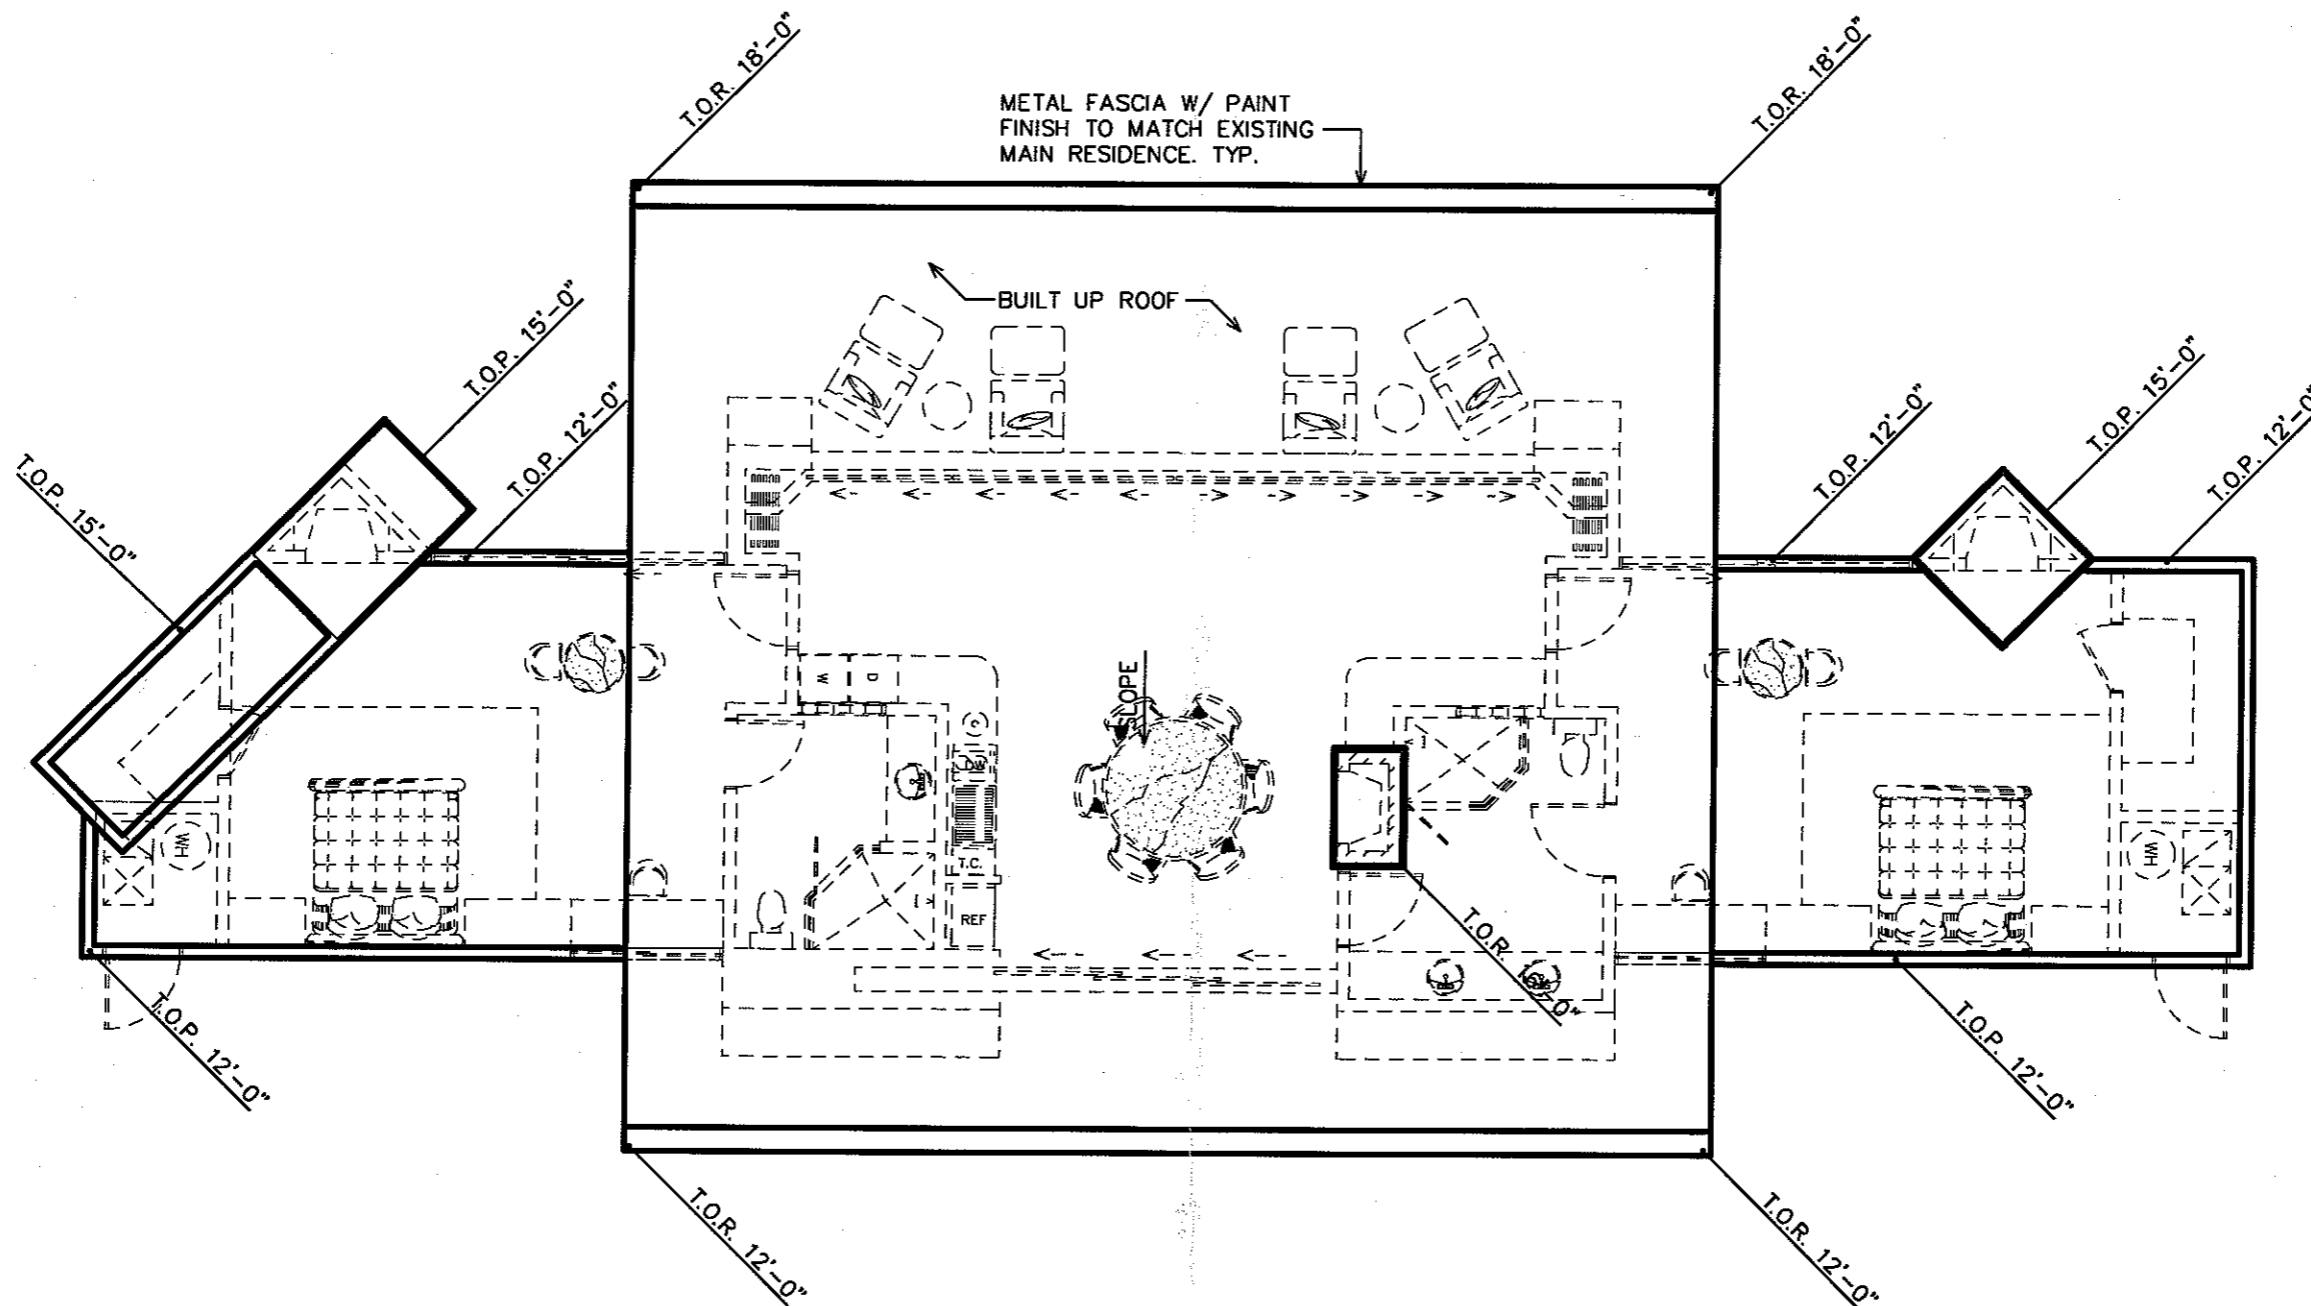 T.O.R. 18'-0"
T.O.R. 18'-0"
METAL FASCIA W/ PAINT
FINISH TO MATCH EXISTING
MAIN RESIDENCE. TYP.
BUILT UP ROOF
T.O.P. 15'-0"
T.O.P. 12'-0"
T.O.P. 15'-0"
T.O.P. 12'-0"
T.O.P. 15'-0"
T.O.P. 12'-0"
W
D
SLOPE
DW
WH
WH
T.C.
REF
T.O.R.
T.O.P. 12'-0"
T.O.P. 12'-0"
T.O.R. 12'-0"
T.O.R. 12'-0"